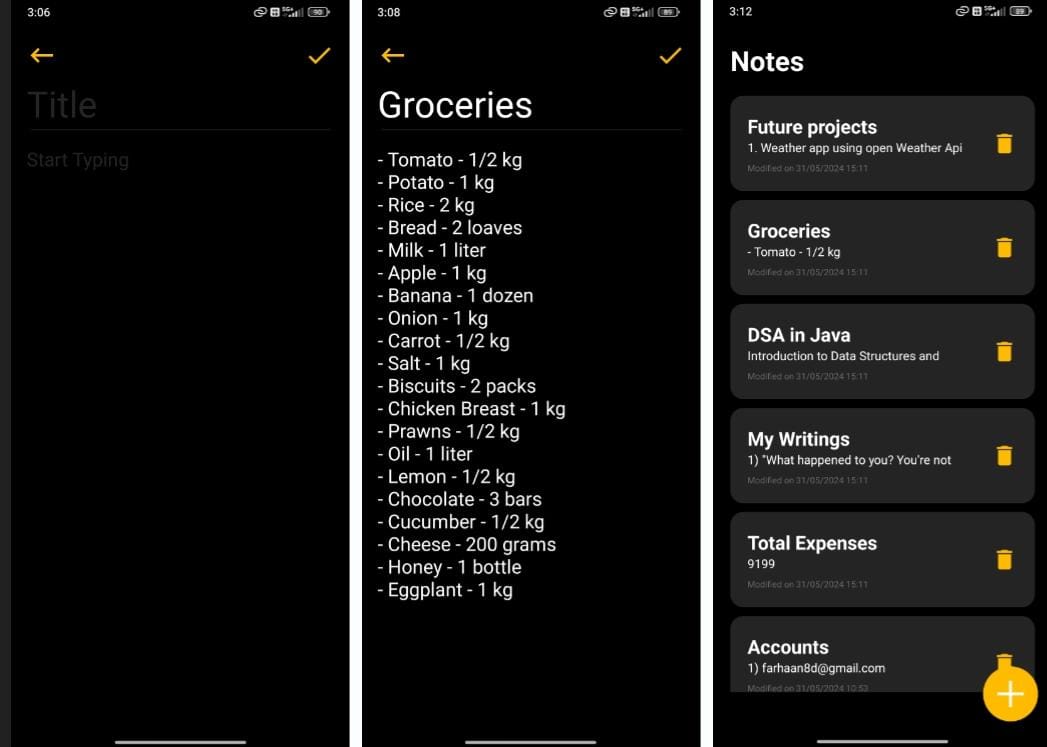 3:06
5G+
90
Title
Start Typing
3:08
5G+
89
Groceries
- Tomato - 1/2 kg
- Potato - 1 kg
- Rice - 2 kg
- Bread - 2 loaves
- Milk - 1 liter
- Apple - 1 kg
- Banana - 1 dozen
- Onion - 1 kg
- Carrot - 1/2 kg
- Salt - 1 kg
- Biscuits - 2 packs
- Chicken Breast - 1 kg
- Prawns - 1/2 kg
- Oil - 1 liter
- Lemon - 1/2 kg
- Chocolate - 3 bars
- Cucumber - 1/2 kg
- Cheese - 200 grams
- Honey - 1 bottle
- Eggplant - 1 kg
3:12
5G+
89
Notes
Future projects
1. Weather app using open Weather Api
Modified on 31/05/2024 15:11
Groceries
- Tomato - 1/2 kg
Modified on 31/05/2024 15:11
DSA in Java
Introduction to Data Structures and
Modified on 31/05/2024 15:11
My Writings
1) "What happened to you? You're not
Modified on 31/05/2024 15:11
Total Expenses
9199
Modified on 31/05/2024 15:11
Accounts
1) farhaan8d@gmail.com
Modified on 31/05/2024 10:53